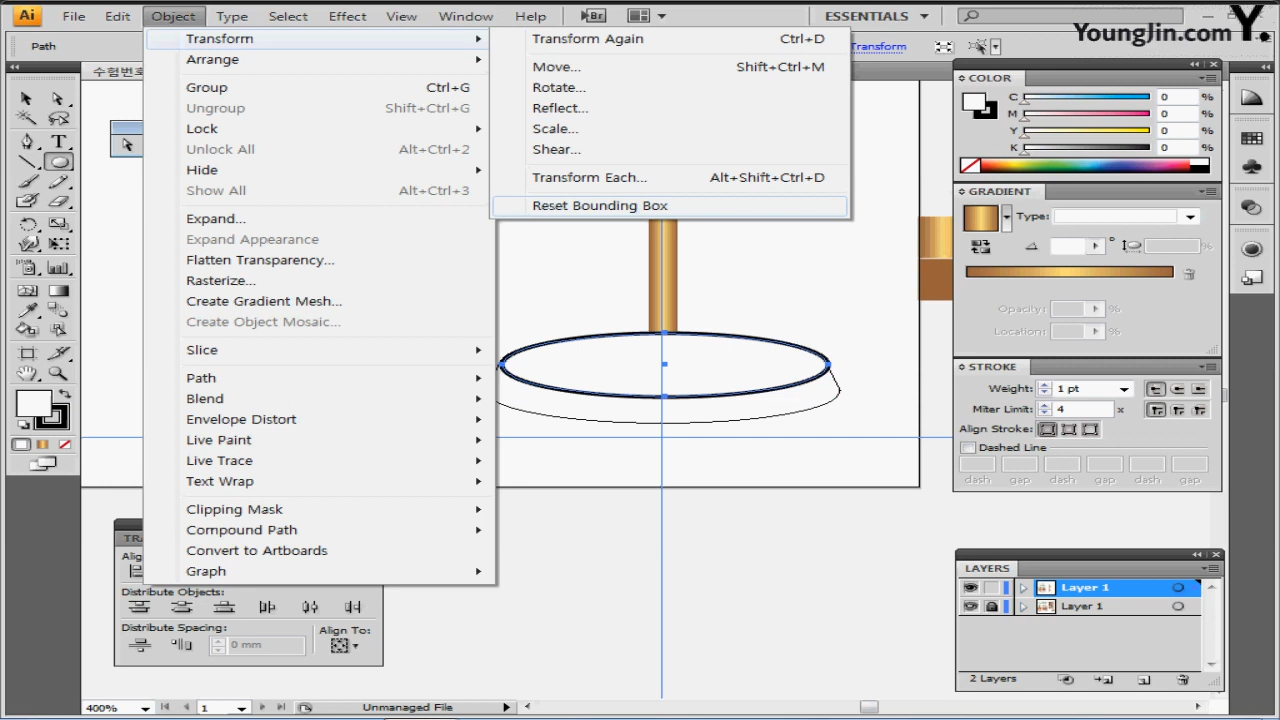 Ai File Edit Object Type Select Effect View Window Help Br ESSENTIALS
YoungJin.com Y.
Path
Transform
수험번호
Transform
Arrange
Group Ctrl+G
Ungroup Shift+Ctrl+G
Lock
Unlock All Alt+Ctrl+2
Hide
Show All Alt+Ctrl+3
Expand...
Expand Appearance
Flatten Transparency...
Rasterize...
Create Gradient Mesh...
Create Object Mosaic...
Slice
Path
Blend
Envelope Distort
Live Paint
Live Trace
Text Wrap
Clipping Mask
Compound Path
Convert to Artboards
Graph
Transform Again Ctrl+D
Move... Shift+Ctrl+M
Rotate...
Reflect...
Scale...
Shear...
Transform Each... Alt+Shift+Ctrl+D
Reset Bounding Box
COLOR
C 0 %
M 0 %
Y 0 %
K 0 %
GRADIENT
Type:
° %
Opacity: %
Location: %
STROKE
Weight: 1 pt
Miter Limit: 4 x
Align Stroke:
Dashed Line
dash gap dash gap dash gap
LAYERS
Layer 1
Layer 1
2 Layers
TRA
Alig
Distribute Objects:
Distribute Spacing: Align To:
0 mm
400% 1 Unmanaged File